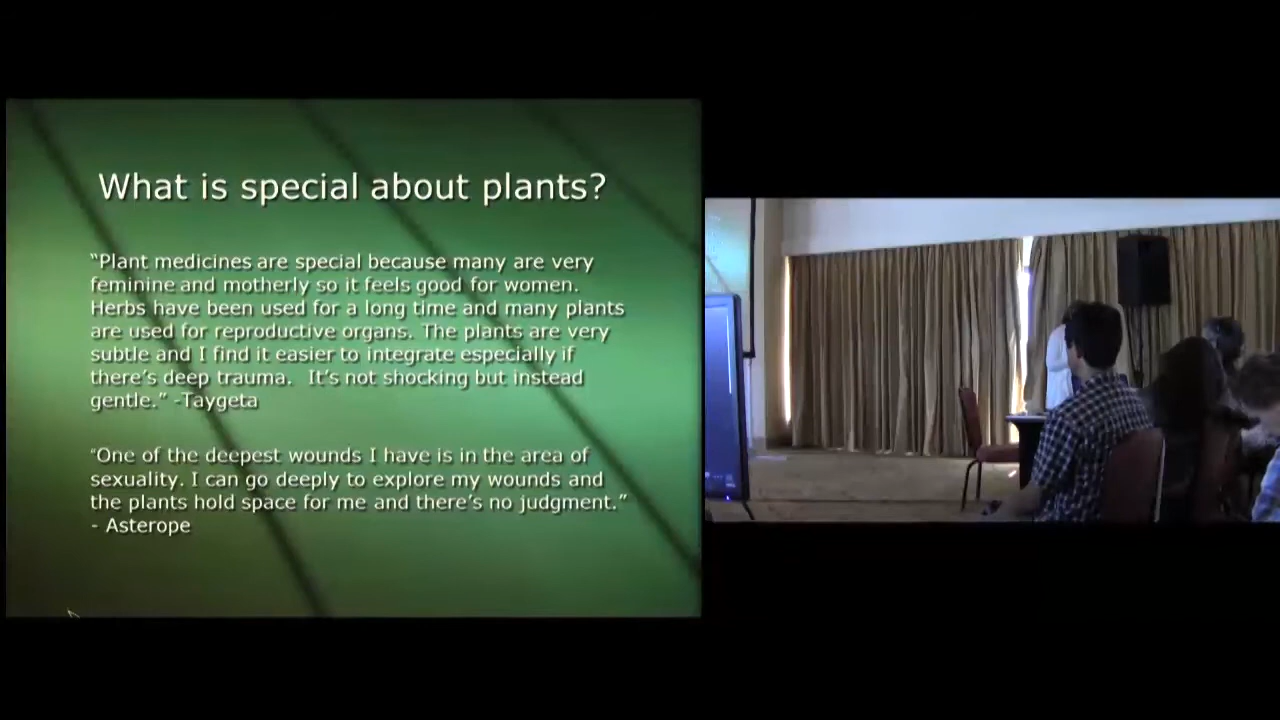 What is special about plants?
“Plant medicines are special because many are very
feminine and motherly so it feels good for women.
Herbs have been used for a long time and many plants
are used for reproductive organs. The plants are very
subtle and I find it easier to integrate especially if
there’s deep trauma. It’s not shocking but instead
gentle.” -Taygeta
“One of the deepest wounds I have is in the area of
sexuality. I can go deeply to explore my wounds and
the plants hold space for me and there’s no judgment.”
- Asterope